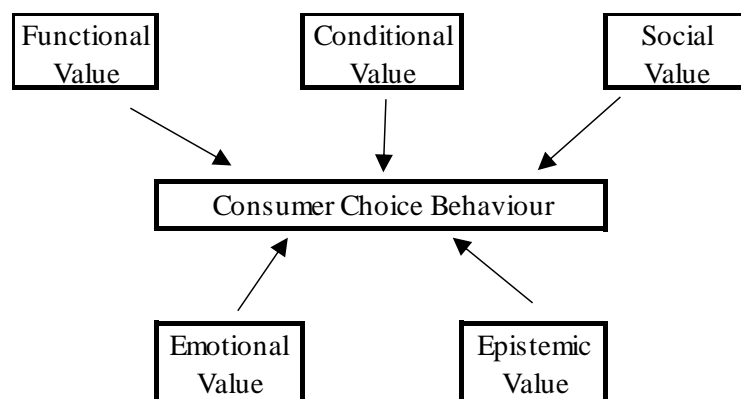 Functional
Value
Conditional
Value
Social
Value
Consumer Choice Behaviour
Emotional
Value
Epistemic
Value